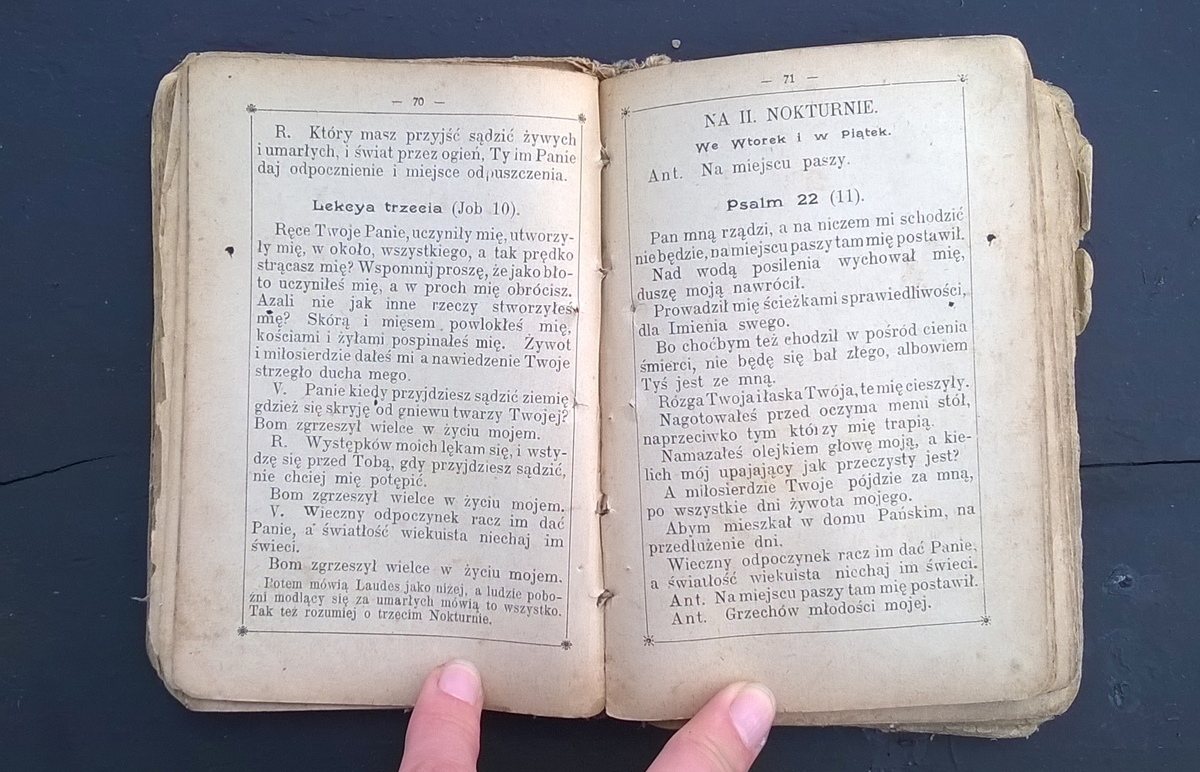 — 70 —
R. Który masz przyjść sądzić żywych
i umarłych, i świat przez ogień, Ty im Panie
daj odpocznienie i miejsce odpuszczenia.
Lekcya trzecia (Job 10).
Ręce Twoje Panie, uczyniły mię, utworzy-
ły mię, w około, wszystkiego, a tak prędko
strącasz mię? Wspomnij proszę, że jako bło-
to uczyniłeś mię, a w proch mię obrócisz.
Azali nie jak inne rzeczy stworzyłeś
mię? Skórą i mięsem powlokłeś mię,
kościami i żyłami pospinałeś mię. Żywot
i miłosierdzie dałeś mi a nawiedzenie Twoje
strzegło ducha mego.
V. Panie kiedy przyjdziesz sądzić ziemię
gdzież się skryję od gniewu twarzy Twojej?
Bom zgrzeszył wielce w życiu mojem.
R. Występków moich lękam się, i wsty-
dzę się przed Tobą, gdy przyjdziesz sądzić,
nie chciej mię potępić.
Bom zgrzeszył wielce w życiu mojem.
V. Wieczny odpoczynek racz im dać
Panie, a światłość wiekuista niechaj im
świeci.
Bom zgrzeszył wielce w życiu mojem.
Potem mówią Laudes jako niżej, a ludzie pobo-
żni modlący się za umarłych mówią to wszystko.
Tak też rozumiej o trzecim Nokturnie.
— 71 —
NA II. NOKTURNIE.
We Wtorek i w Piątek.
Ant. Na miejscu paszy.
Psalm 22 (11).
Pan mną rządzi, a na niczem mi schodzić
nie będzie, na miejscu paszy tam mię postawił.
Nad wodą posilenia wychował mię,
duszę moją nawrócił.
Prowadził mię ścieżkami sprawiedliwości,
dla Imienia swego.
Bo choćbym też chodził w pośród cienia
śmierci, nie będę się bał złego, albowiem
Tyś jest ze mną.
Rózga Twoja i łaska Twója, te mię cieszyły.
Nagotowałeś przed oczyma memi stół,
naprzeciwko tym którzy mię trapią.
Namazałeś olejkiem głowę moją, a kie-
lich mój upajający jak przeczysty jest?
A miłosierdzie Twoje pójdzie za mną,
po wszystkie dni żywota mojego.
Abym mieszkał w domu Pańskim, na
przedłużenie dni.
Wieczny odpoczynek racz im dać Panie,
a światłość wiekuista niechaj im świeci.
Ant. Na miejscu paszy tam mię postawił.
Ant. Grzechów młodości mojej.